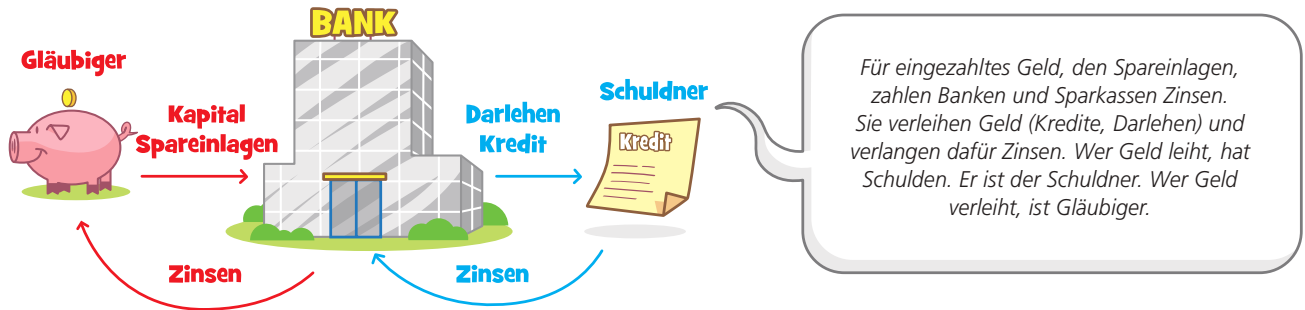 BANK
Gläubiger
Kapital
Spareinlagen
Darlehen
Kredit
Schuldner
Kredit
Zinsen
Zinsen
Für eingezahltes Geld, den Spareinlagen,
zahlen Banken und Sparkassen Zinsen.
Sie verleihen Geld (Kredite, Darlehen) und
verlangen dafür Zinsen. Wer Geld leiht, hat
Schulden. Er ist der Schuldner. Wer Geld
verleiht, ist Gläubiger.